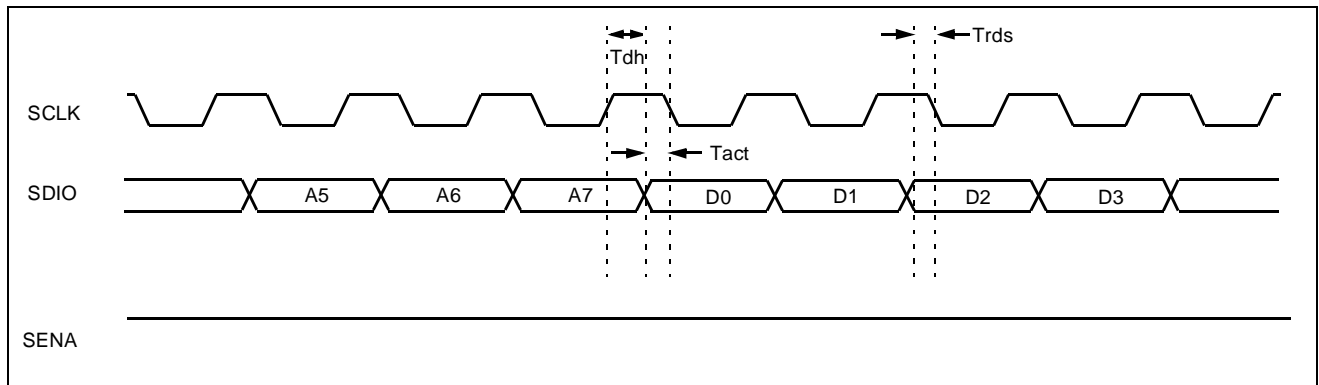 Tdh
Trds
SCLK
Tact
SDIO
A5
A6
A7
D0
D1
D2
D3
SENA